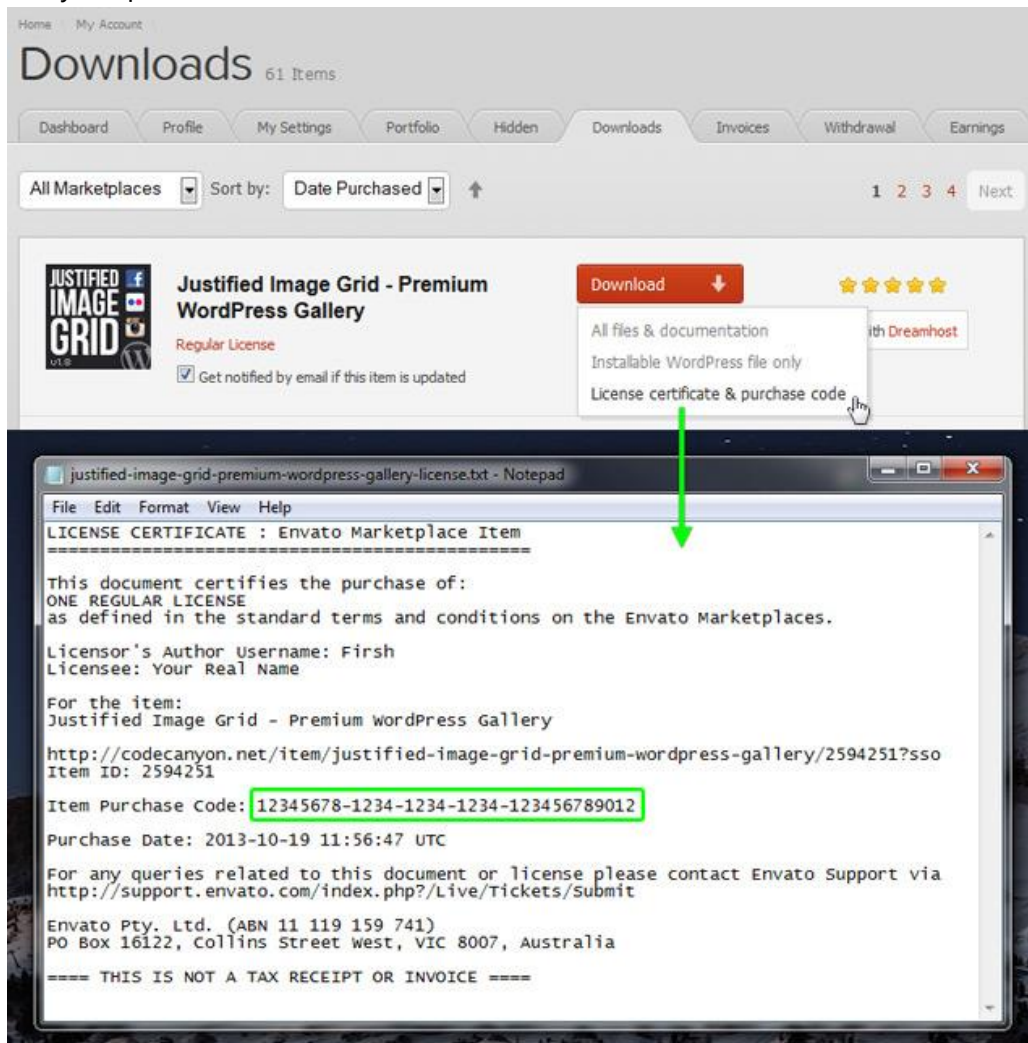 Home My Account
Downloads 61 Items
Dashboard Profile My Settings Portfolio Hidden Downloads Invoices Withdrawal Earnings
All Marketplaces Sort by: Date Purchased 1 2 3 4 Next
JUSTIFIED
IMAGE
GRID
v1.8
Justified Image Grid - Premium
WordPress Gallery
Regular License
Get notified by email if this item is updated
Download
All files & documentation
Installable WordPress file only
License certificate & purchase code
ith Dreamhost
justified-image-grid-premium-wordpress-gallery-license.txt - Notepad
File Edit Format View Help
LICENSE CERTIFICATE : Envato Marketplace Item
==============================================
This document certifies the purchase of:
ONE REGULAR LICENSE
as defined in the standard terms and conditions on the Envato Marketplaces.
Licensor's Author Username: Firsh
Licensee: Your Real Name
For the item:
Justified Image Grid - Premium WordPress Gallery
http://codecanyon.net/item/justified-image-grid-premium-wordpress-gallery/2594251?sso
Item ID: 2594251
Item Purchase Code: 12345678-1234-1234-1234-123456789012
Purchase Date: 2013-10-19 11:56:47 UTC
For any queries related to this document or license please contact Envato Support via
http://support.envato.com/index.php?/Live/Tickets/Submit
Envato Pty. Ltd. (ABN 11 119 159 741)
PO Box 16122, Collins Street West, VIC 8007, Australia
==== THIS IS NOT A TAX RECEIPT OR INVOICE ====